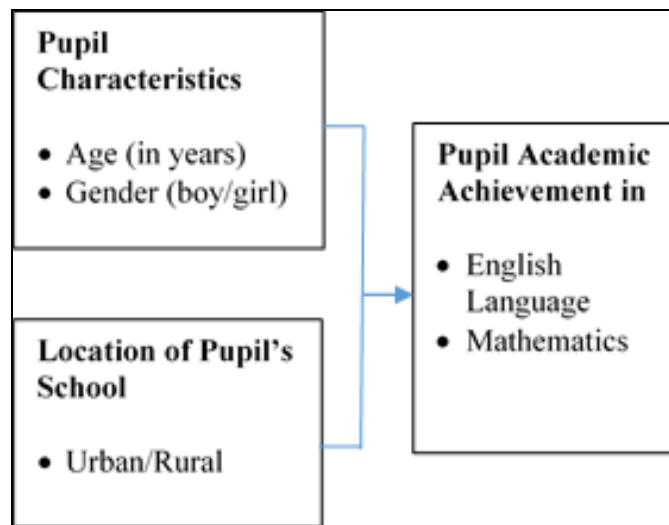 Pupil
Characteristics
• Age (in years)
• Gender (boy/girl)
Location of Pupil’s
School
• Urban/Rural
Pupil Academic
Achievement in
• English
Language
• Mathematics